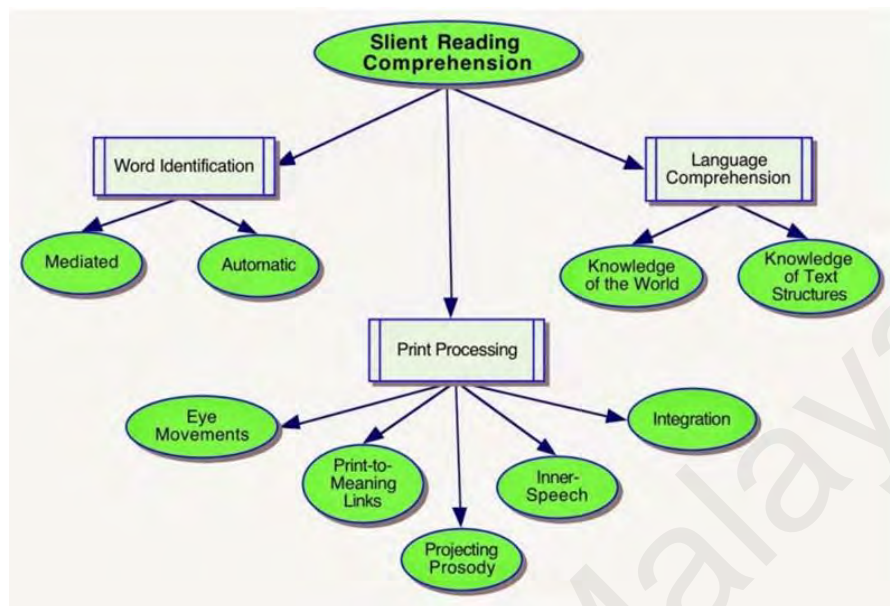 Slient Reading
Comprehension
Word Identification
Language
Comprehension
Mediated
Automatic
Knowledge
of the World
Knowledge
of Text
Structures
Print Processing
Eye
Movements
Print-to-
Meaning
Links
Projecting
Prosody
Inner-
Speech
Integration
Malaya